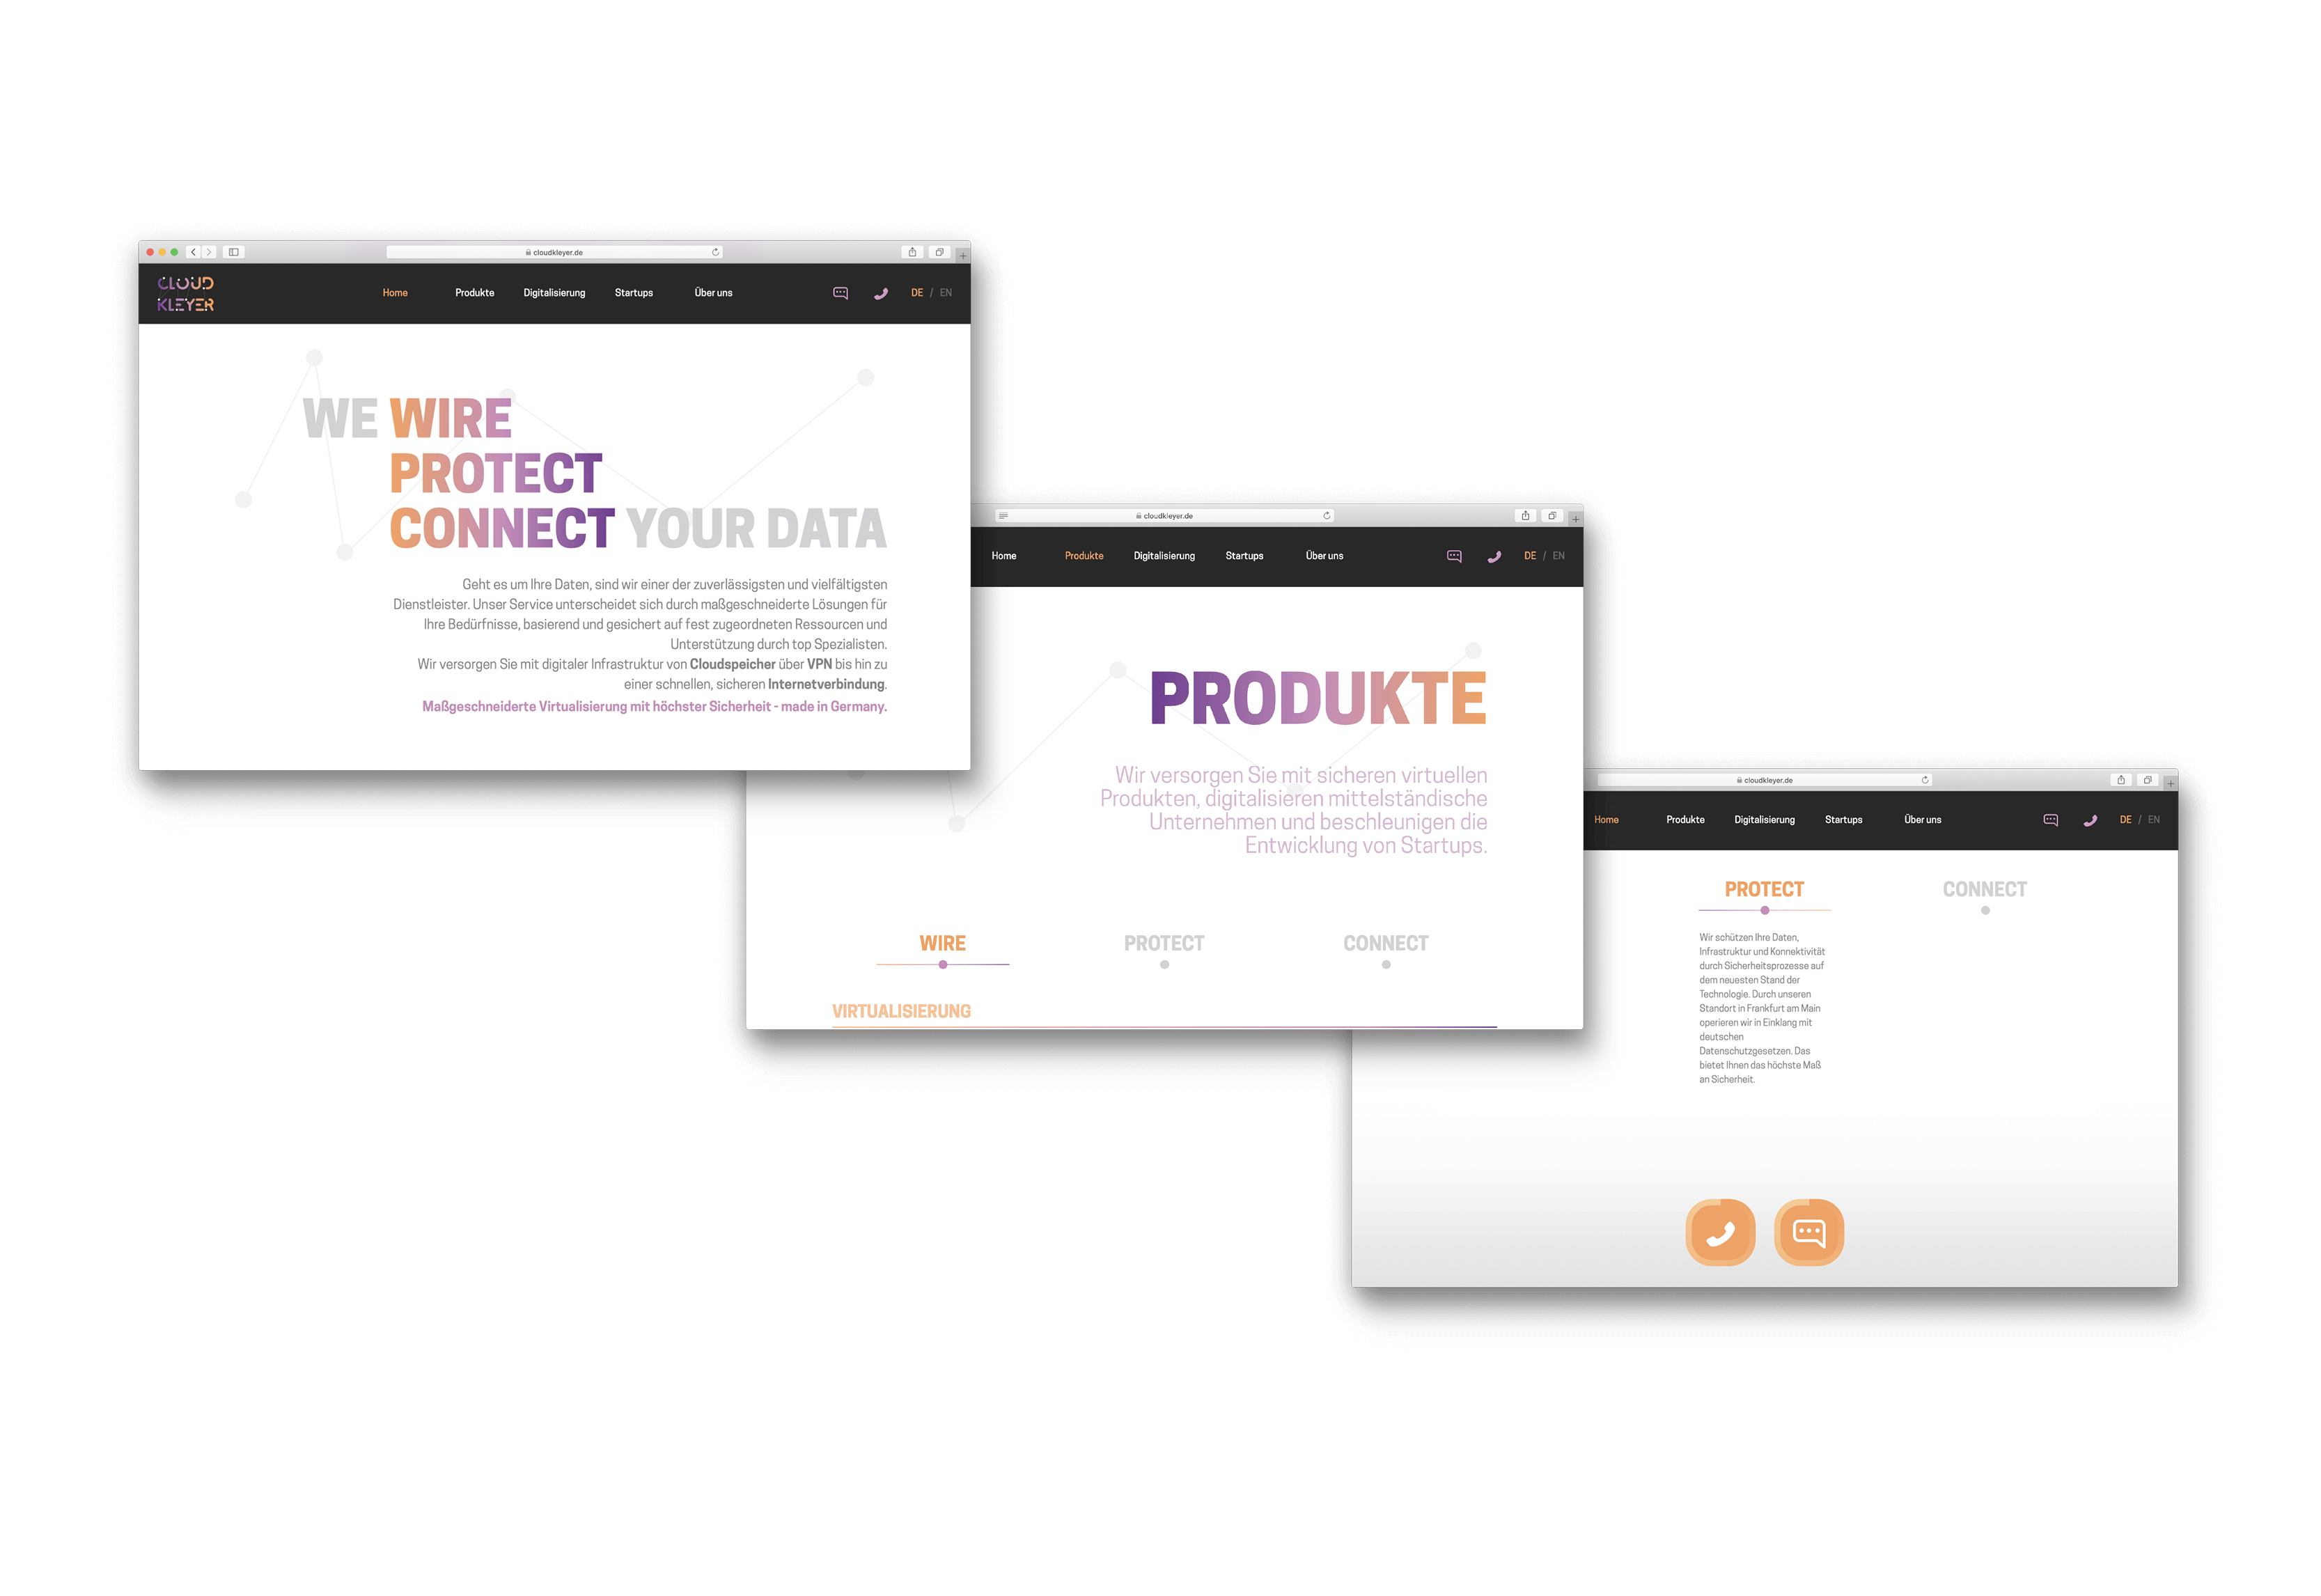 cloudkleyer.de
CLOUD
KLEYER
Home Produkte Digitalisierung Startups Über uns DE / EN
WE WIRE
PROTECT
CONNECT YOUR DATA
Geht es um Ihre Daten, sind wir einer der zuverlässigsten und vielfältigsten
Dienstleister. Unser Service unterscheidet sich durch maßgeschneiderte Lösungen für
Ihre Bedürfnisse, basierend und gesichert auf fest zugeordneten Ressourcen und
Unterstützung durch top Spezialisten.
Wir versorgen Sie mit digitaler Infrastruktur von Cloudspeicher über VPN bis hin zu
einer schnellen, sicheren Internetverbindung.
Maßgeschneiderte Virtualisierung mit höchster Sicherheit - made in Germany.
cloudkleyer.de
Home Produkte Digitalisierung Startups Über uns DE / EN
PRODUKTE
Wir versorgen Sie mit sicheren virtuellen
Produkten, digitalisieren mittelständische
Unternehmen und beschleunigen die
Entwicklung von Startups.
WIRE PROTECT CONNECT
VIRTUALISIERUNG
cloudkleyer.de
Home Produkte Digitalisierung Startups Über uns DE / EN
PROTECT CONNECT
Wir schützen Ihre Daten,
Infrastruktur und Konnektivität
durch Sicherheitsprozesse auf
dem neuesten Stand der
Technologie. Durch unseren
Standort in Frankfurt am Main
operieren wir in Einklang mit
deutschen
Datenschutzgesetzen. Das
bietet Ihnen das höchste Maß
an Sicherheit.